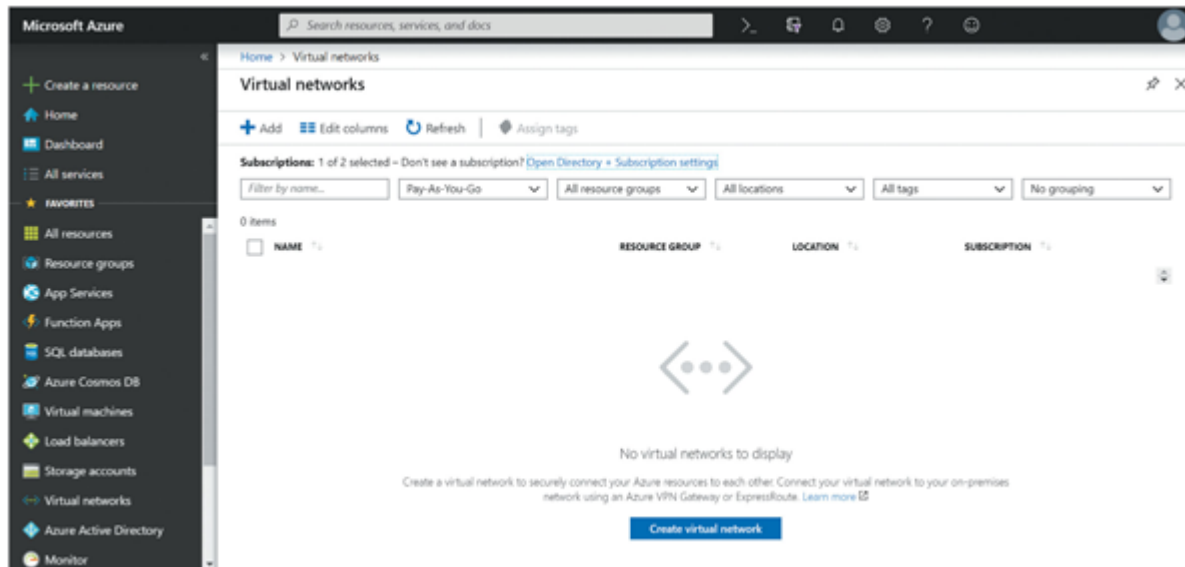 Microsoft Azure
Search resources, services, and docs
Create a resource
Home
Dashboard
All services
FAVORITES
All resources
Resource groups
App Services
Function Apps
SQL databases
Azure Cosmos DB
Virtual machines
Load balancers
Storage accounts
Virtual networks
Azure Active Directory
Monitor
Home > Virtual networks
Virtual networks
Add Edit columns Refresh Assign tags
Subscriptions: 1 of 2 selected – Don't see a subscription? Open Directory + Subscription settings
Filter by name... Pay-As-You-Go All resource groups All locations All tags No grouping
0 items
NAME RESOURCE GROUP LOCATION SUBSCRIPTION
No virtual networks to display
Create a virtual network to securely connect your Azure resources to each other. Connect your virtual network to your on-premises
network using an Azure VPN Gateway or ExpressRoute. Learn more
Create virtual network